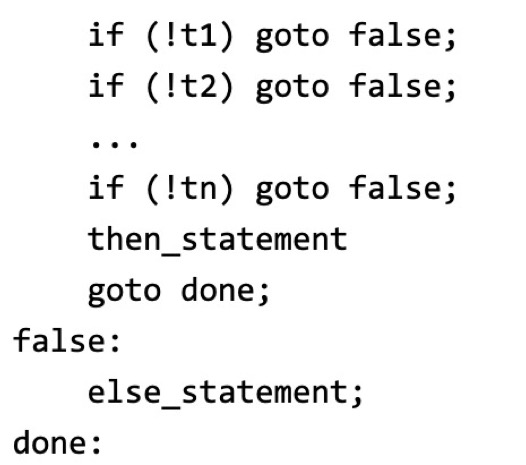 if (!t1) goto false;
if (!t2) goto false;
...
if (!tn) goto false;
then_statement
goto done;
false:
else_statement;
done: